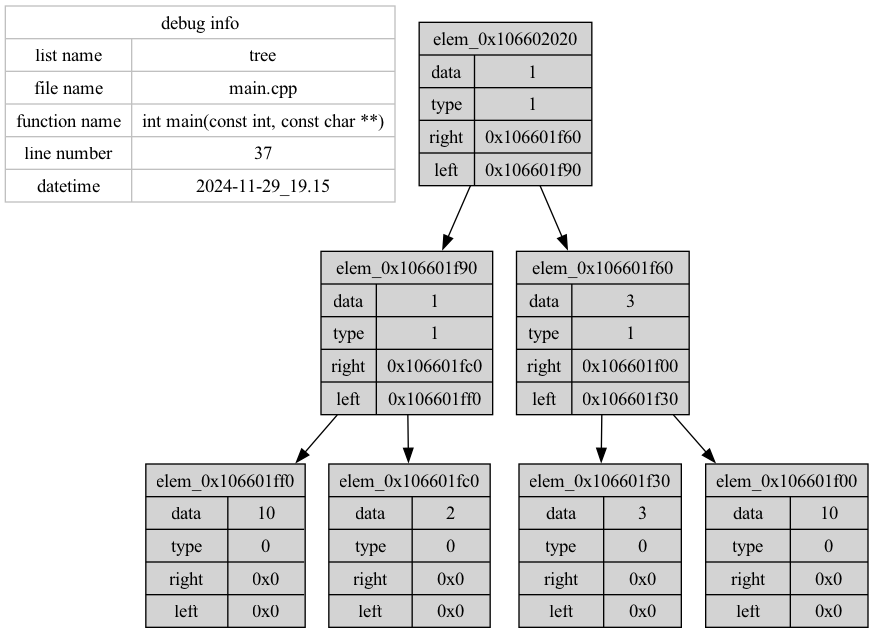 debug info
list name tree
file name main.cpp
function name int main(const int, const char **)
line number 37
datetime 2024-11-29_19.15
elem_0x106602020
data 1
type 1
right 0x106601f60
left 0x106601f90
elem_0x106601f90
data 1
type 1
right 0x106601fc0
left 0x106601ff0
elem_0x106601f60
data 3
type 1
right 0x106601f00
left 0x106601f30
elem_0x106601ff0
data 10
type 0
right 0x0
left 0x0
elem_0x106601fc0
data 2
type 0
right 0x0
left 0x0
elem_0x106601f30
data 3
type 0
right 0x0
left 0x0
elem_0x106601f00
data 10
type 0
right 0x0
left 0x0